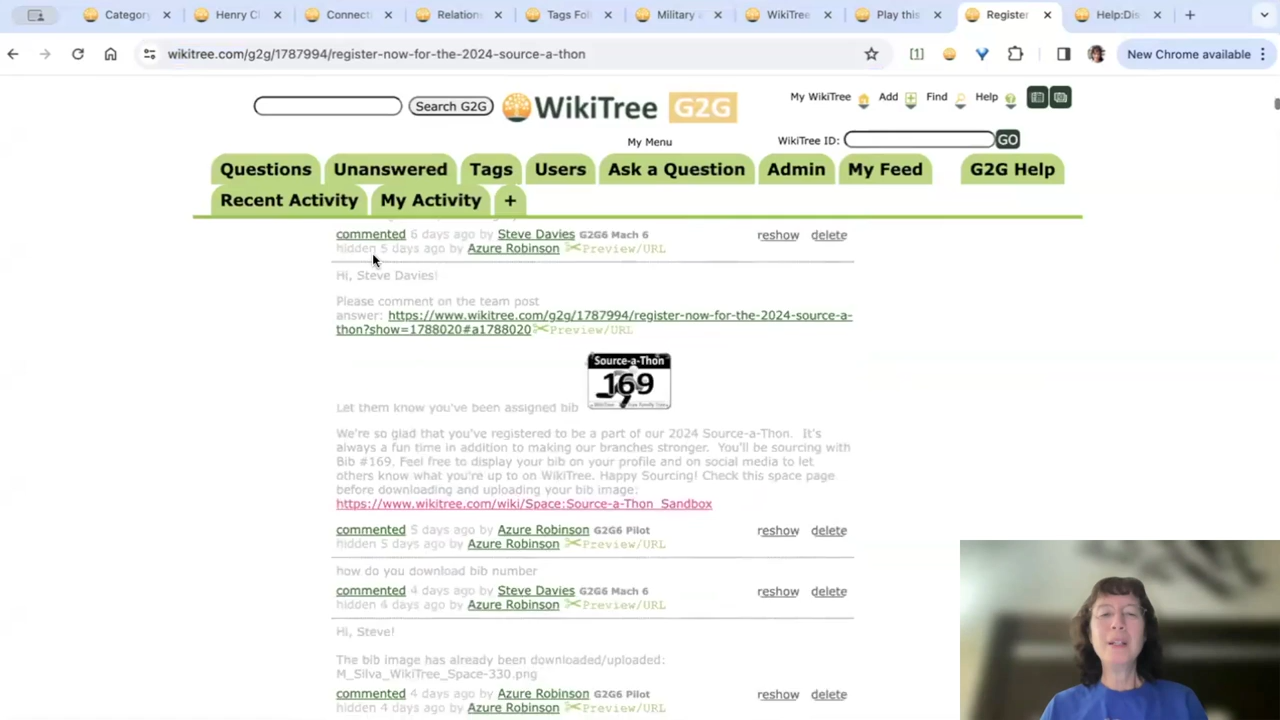 Category
Henry Cl
Connecti
Relation
Tags Fol
Military a
WikiTree
Play this
Register
Help:Dis
wikitree.com/g2g/1787994/register-now-for-the-2024-source-a-thon
[1]
New Chrome available
Search G2G
WikiTree G2G
My WikiTree Add Find Help
My Menu
WikiTree ID: GO
Questions Unanswered Tags Users Ask a Question Admin My Feed G2G Help
Recent Activity My Activity +
commented 6 days ago by Steve Davies G2G6 Mach 6 reshow delete
hidden 5 days ago by Azure Robinson Preview/URL
Hi, Steve Davies!
Please comment on the team post
answer: https://www.wikitree.com/g2g/1787994/register-now-for-the-2024-source-a-
thon?show=1788020#a1788020 Preview/URL
Source-a-Thon
169
Let them know you've been assigned bib
We're so glad that you've registered to be a part of our 2024 Source-a-Thon. It's
always a fun time in addition to making our branches stronger. You'll be sourcing with
Bib #169. Feel free to display your bib on your profile and on social media to let
others know what you're up to on WikiTree. Happy Sourcing! Check this space page
before downloading and uploading your bib image:
https://www.wikitree.com/wiki/Space:Source-a-Thon_Sandbox
commented 5 days ago by Azure Robinson G2G6 Pilot reshow delete
hidden 5 days ago by Azure Robinson Preview/URL
how do you download bib number
commented 4 days ago by Steve Davies G2G6 Mach 6 reshow delete
hidden 4 days ago by Azure Robinson Preview/URL
Hi, Steve!
The bib image has already been downloaded/uploaded:
M_Silva_WikiTree_Space-330.png
commented 4 days ago by Azure Robinson G2G6 Pilot reshow delete
hidden 4 days ago by Azure Robinson Preview/URL